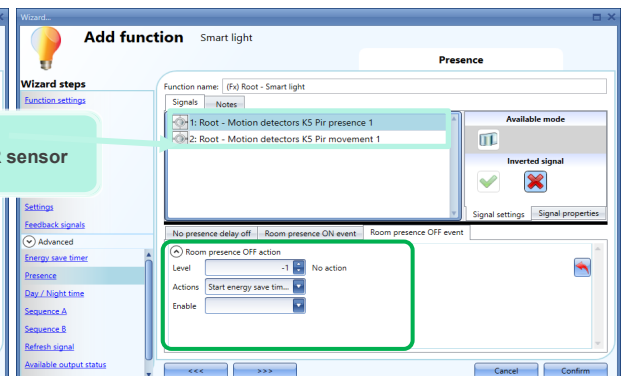 Wizard...
Add function Smart light
Presence
Wizard steps
Function settings
Function name: (Fx) Root - Smart light
Signals Notes
1: Root - Motion detectors K5 Pir presence 1
2: Root - Motion detectors K5 Pir movement 1
Available mode
Inverted signal
sensor
Signal settings Signal properties
Settings
Feedback signals
Advanced
Energy save timer
Presence
Day / Night time
Sequence A
Sequence B
Refresh signal
Available output status
No presence delay off Room presence ON event Room presence OFF event
Room presence OFF action
Level -1 No action
Actions Start energy save tim...
Enable
<<< >>> Cancel Confirm